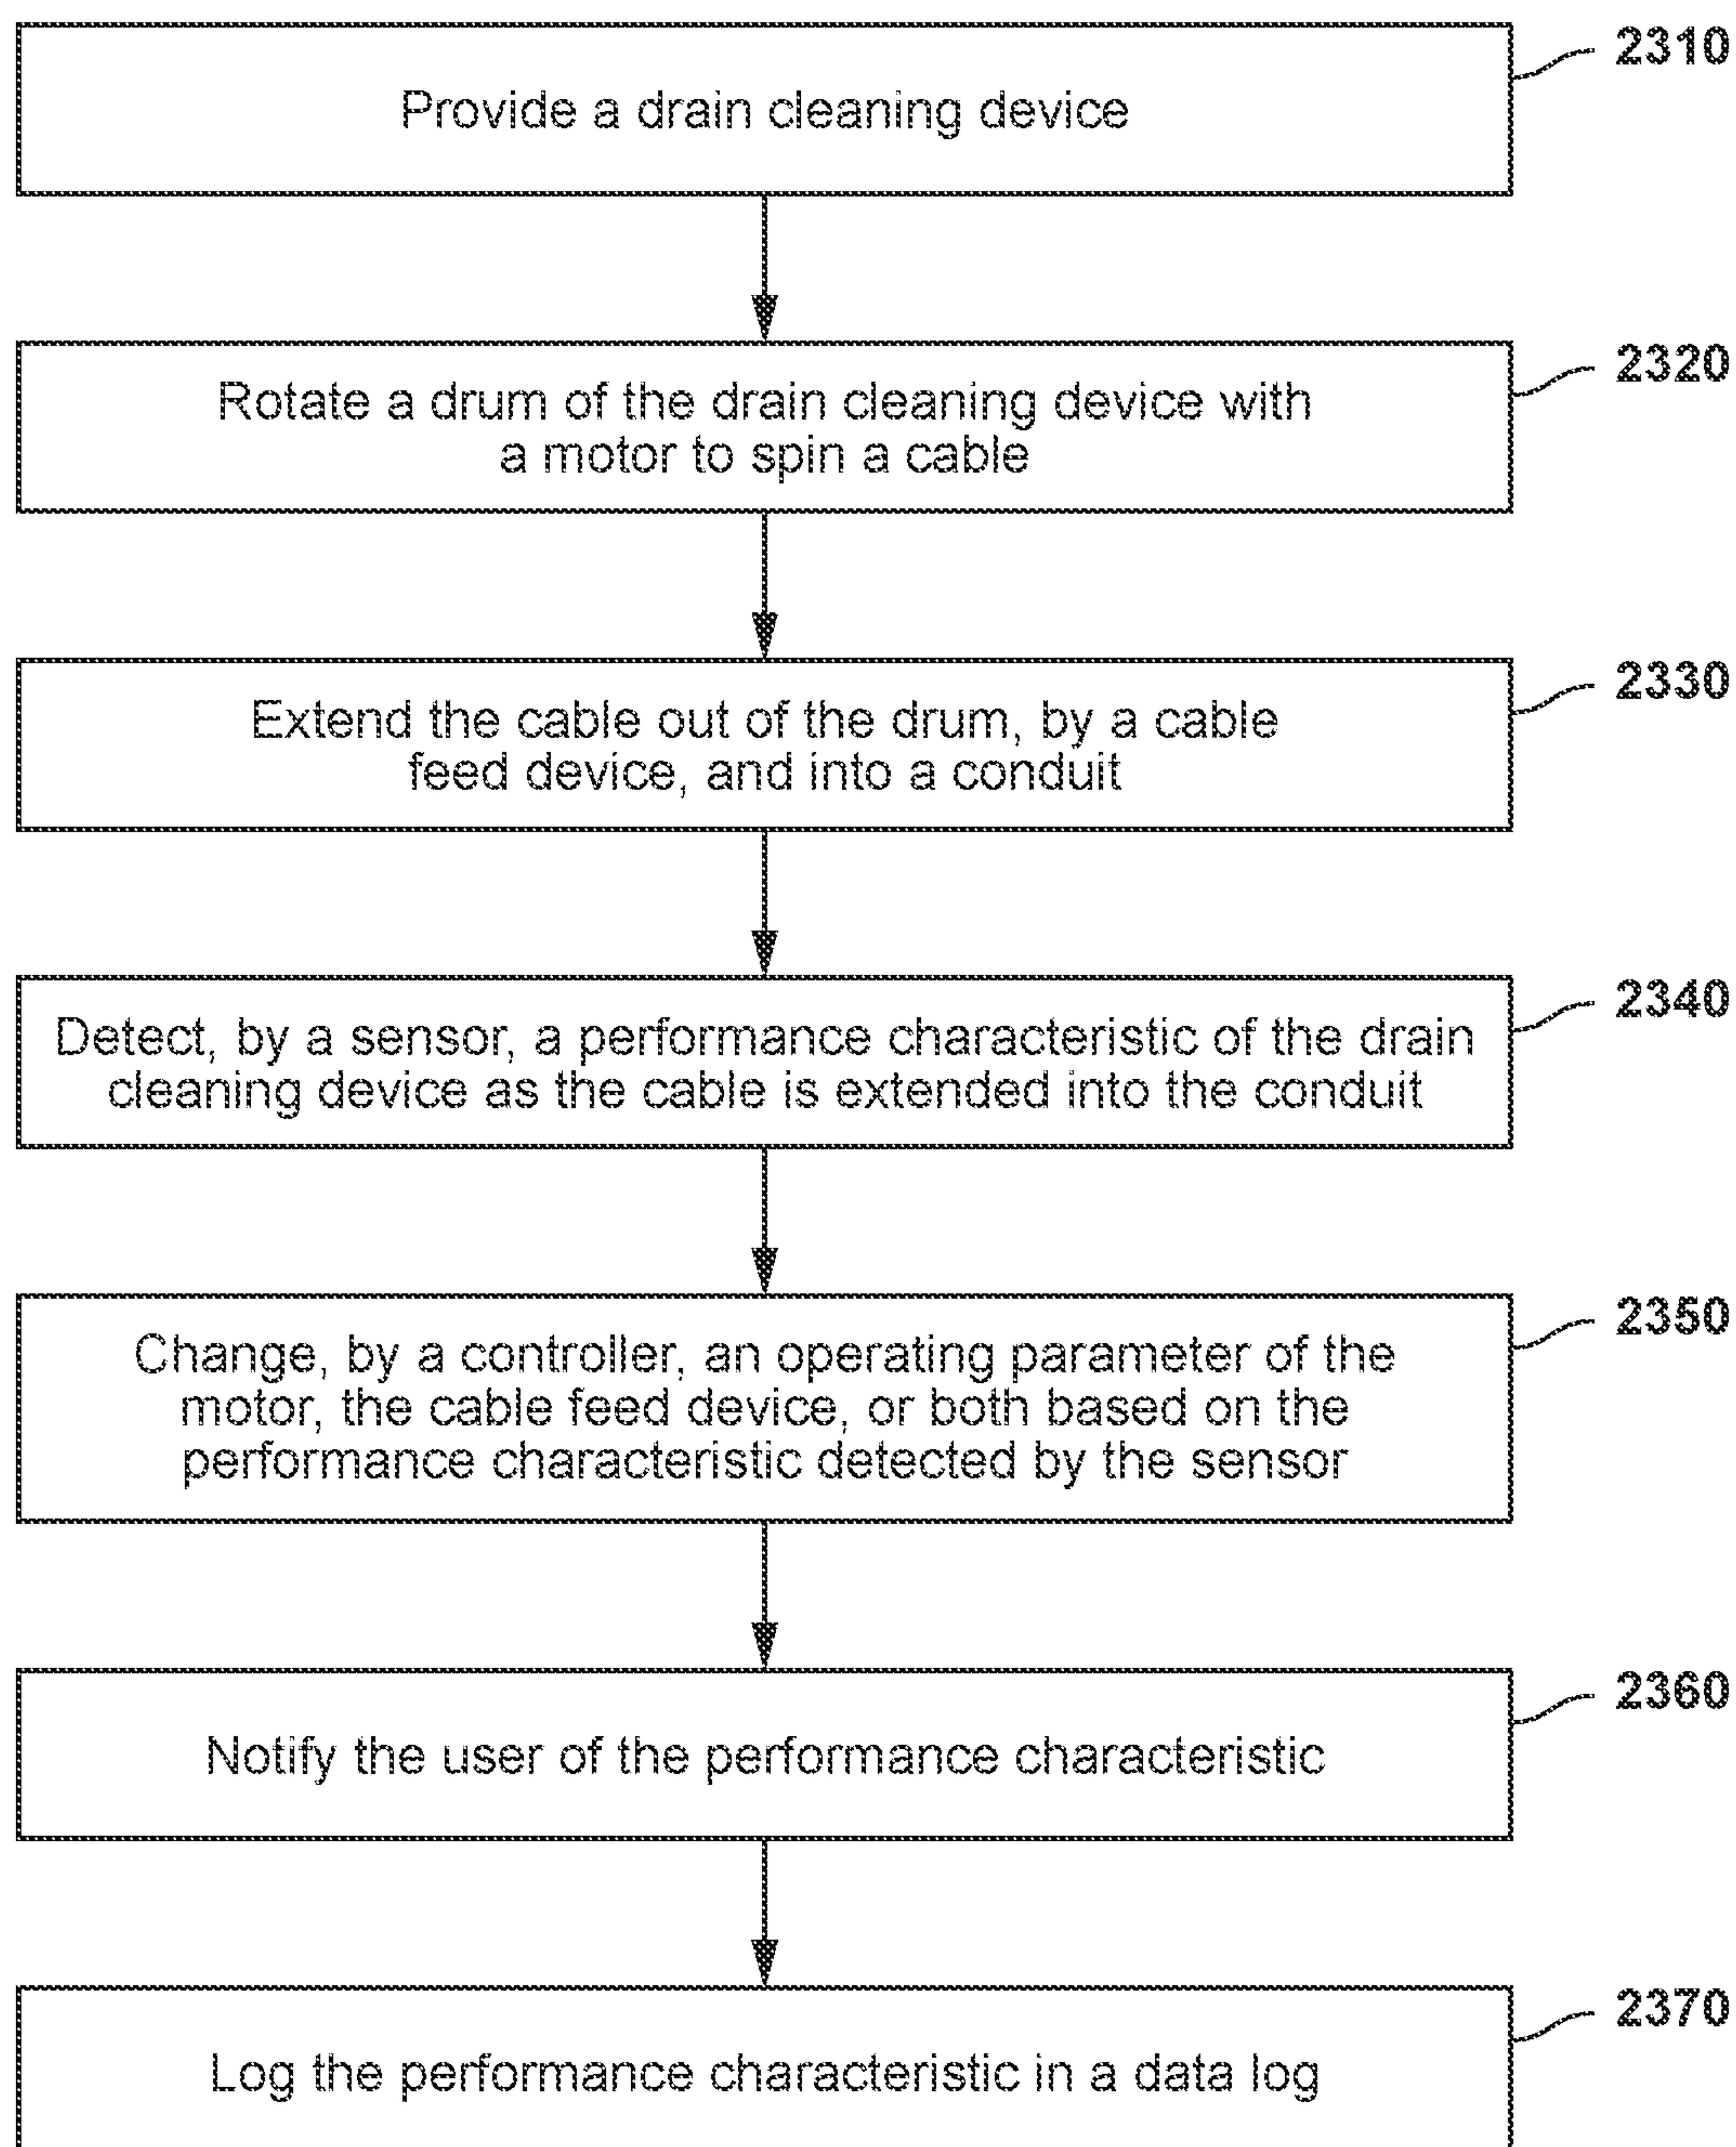 2310
Provide a drain cleaning device
2320
Rotate a drum of the drain cleaning device with
a motor to spin a cable
2330
Extend the cable out of the drum, by a cable
feed device, and into a conduit
2340
Detect, by a sensor, a performance characteristic of the drain
cleaning device as the cable is extended into the conduit
2350
Change, by a controller, an operating parameter of the
motor, the cable feed device, or both based on the
performance characteristic detected by the sensor
2360
Notify the user of the performance characteristic
2370
Log the performance characteristic in a data log